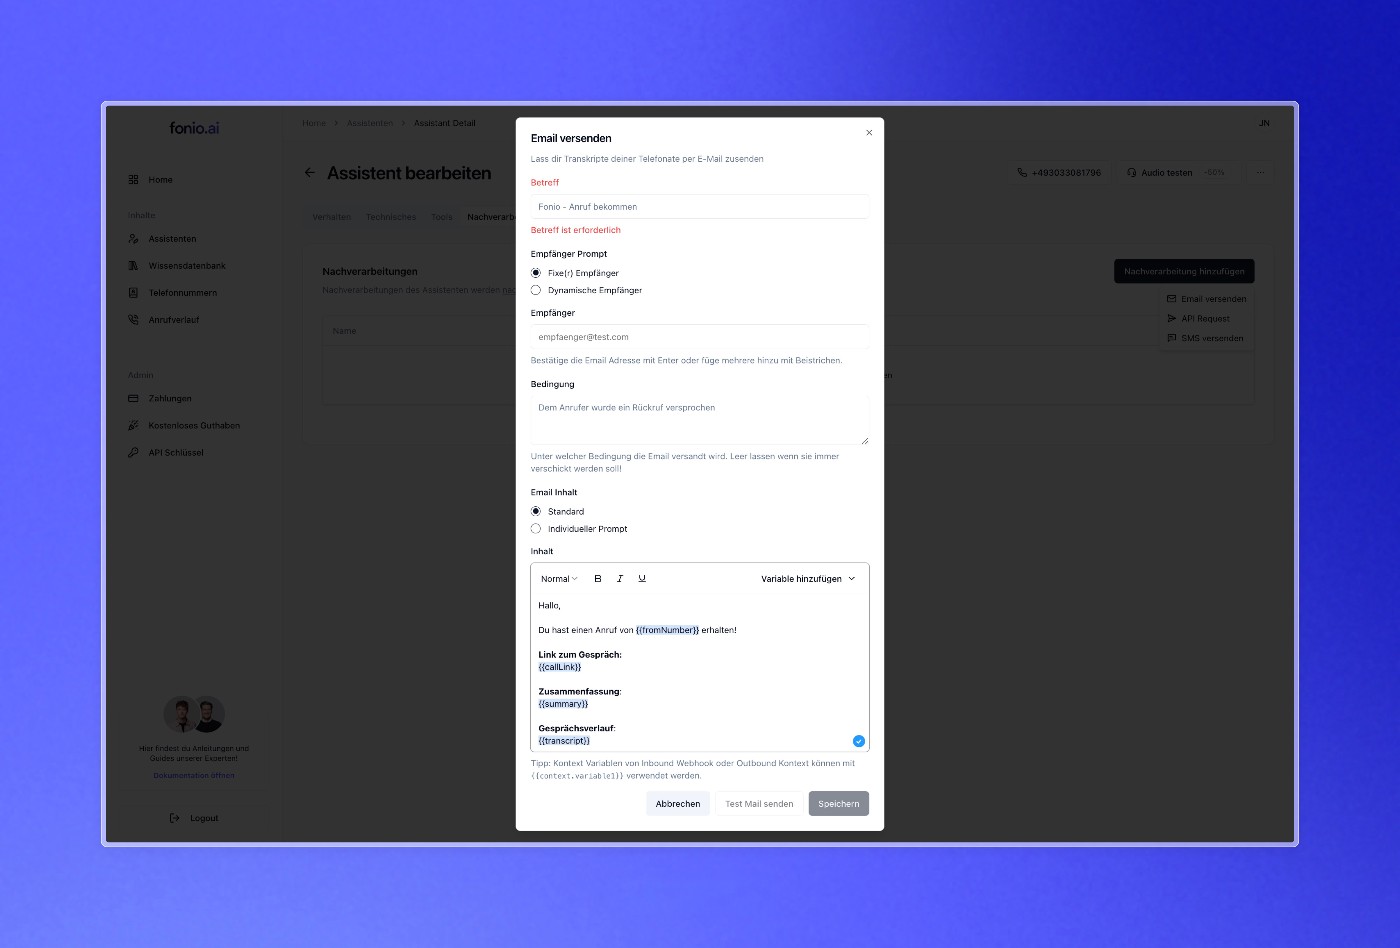 fonio.ai
Home
Inhalte
Assistenten
Wissensdatenbank
Telefonnummern
Anrufverlauf
Admin
Zahlungen
Kostenloses Guthaben
API Schlüssel
Hier findest du Anleitungen und
Guides unserer Experten!
Dokumentation öffnen
Logout
Home > Assistenten > Assistant Detail
JN
Assistent bearbeiten
+493033081796
Audio testen -50%
Verhalten Technisches Tools Nachverarbe
Nachverarbeitungen
Nachverarbeitungen des Assistenten werden nac
Nachverarbeitung hinzufügen
Name
Email versenden
API Request
SMS versenden
en
Email versenden
Lass dir Transkripte deiner Telefonate per E-Mail zusenden
Betreff
Fonio - Anruf bekommen
Betreff ist erforderlich
Empfänger Prompt
Fixe(r) Empfänger
Dynamische Empfänger
Empfänger
empfaenger@test.com
Bestätige die Email Adresse mit Enter oder füge mehrere hinzu mit Beistrichen.
Bedingung
Dem Anrufer wurde ein Rückruf versprochen
Unter welcher Bedingung die Email versandt wird. Leer lassen wenn sie immer
verschickt werden soll!
Email Inhalt
Standard
Individueller Prompt
Inhalt
Normal B I U Variable hinzufügen
Hallo,
Du hast einen Anruf von {{fromNumber}} erhalten!
Link zum Gespräch:
{{callLink}}
Zusammenfassung:
{{summary}}
Gesprächsverlauf:
{{transcript}}
Tipp: Kontext Variablen von Inbound Webhook oder Outbound Kontext können mit
{{context.variable1}} verwendet werden.
Abbrechen
Test Mail senden
Speichern